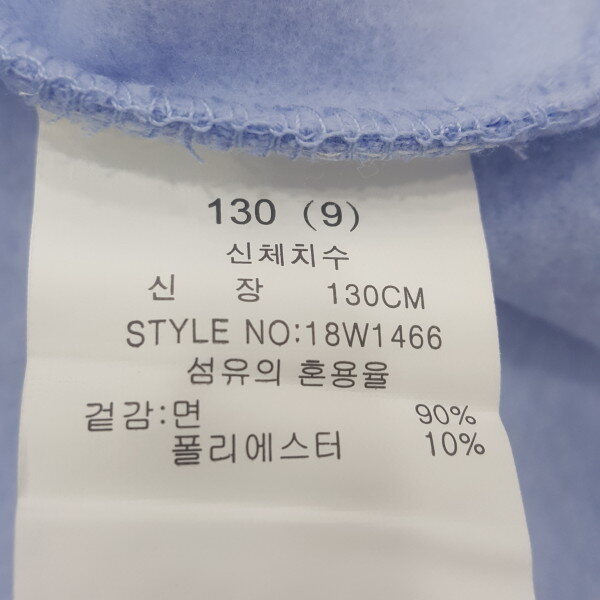 130 (9)
신체치수
신 장 130CM
STYLE NO:18W1466
섬유의 혼용율
겉감:면 90%
폴리에스터 10%